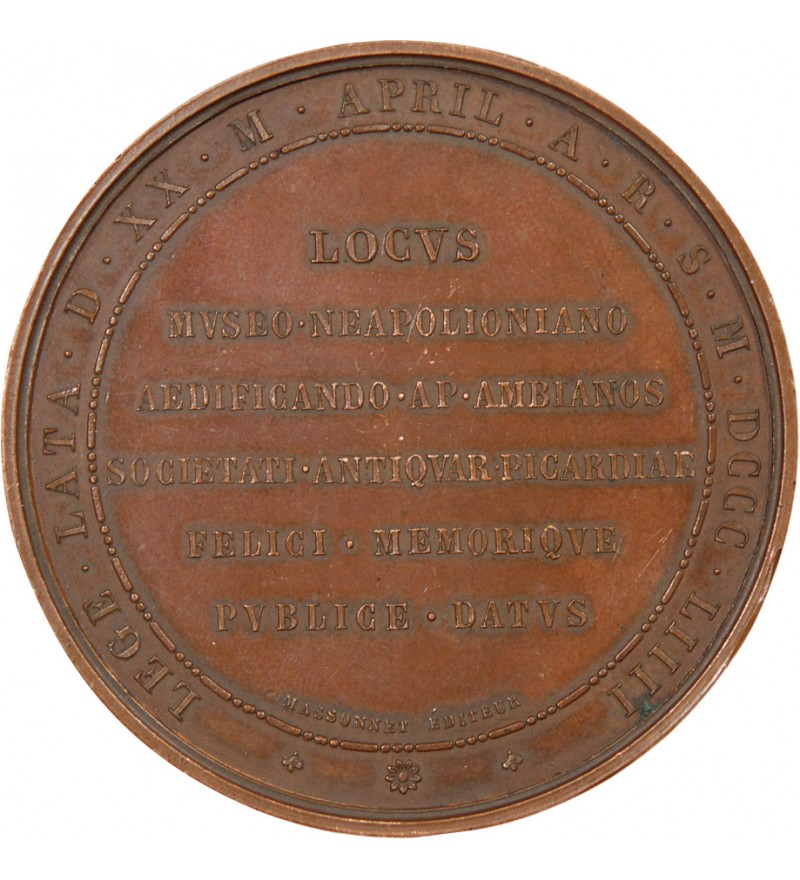 LEGE · LATA · D · XX · M · APRIL · A · R · S · M · DCCC · LIIII
LOCVS
MVSEO·NEAPOLIONIANO
AEDIFICANDO·AP·AMBIANOS
SOCIETATI·ANTIQVAR·PICARDIAE
FELICI · MEMORIQVE
PVBLICE · DATVS
MASSONNET EDITEUR